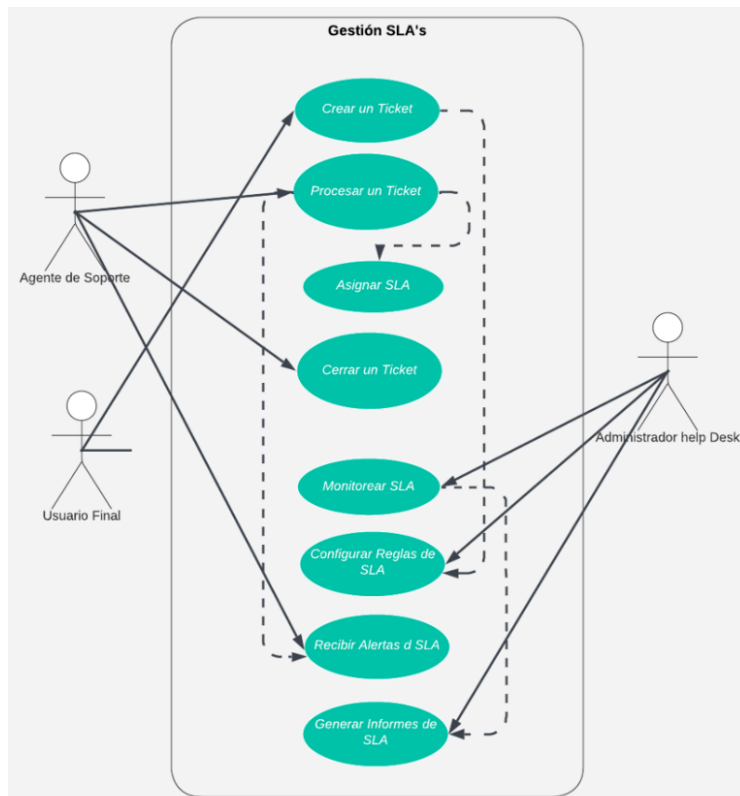 Gestión SLA's
Crear un Ticket
Procesar un Ticket
Agente de Soporte
Asignar SLA
Cerrar un Ticket
Administrador help Desk
Usuario Final
Monitorear SLA
Configurar Reglas de
SLA
Recibir Alertas d SLA
Generar Informes de
SLA